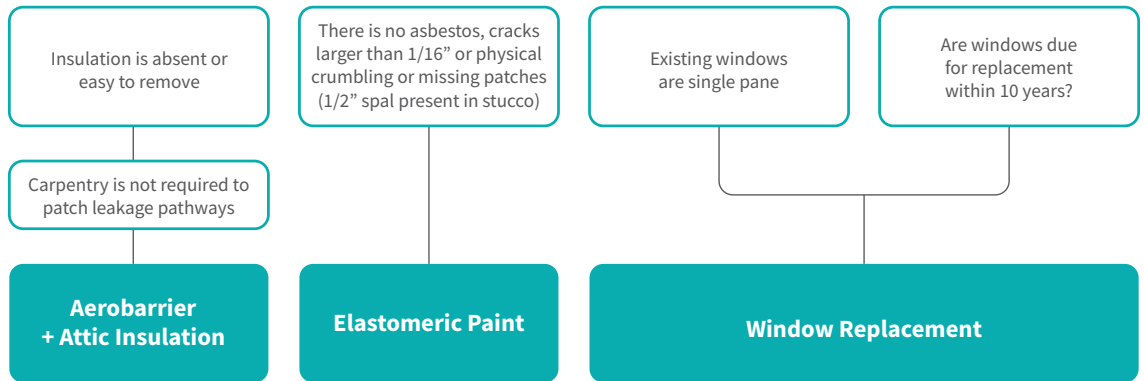 Insulation is absent or
easy to remove
Carpentry is not required to
patch leakage pathways
Aerobarrier
+ Attic Insulation
There is no asbestos, cracks
larger than 1/16” or physical
crumbling or missing patches
(1/2” spal present in stucco)
Elastomeric Paint
Existing windows
are single pane
Are windows due
for replacement
within 10 years?
Window Replacement